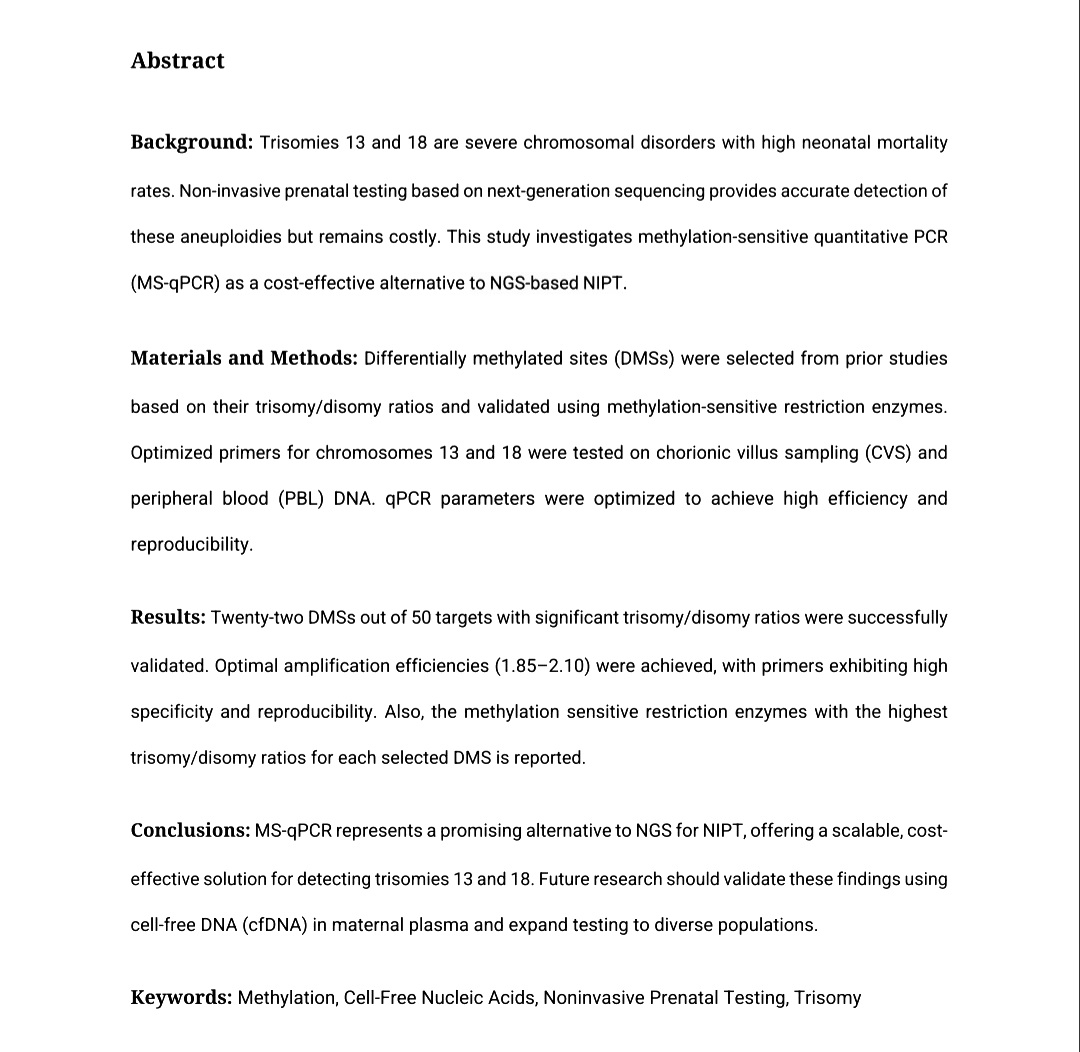 Abstract
Background: Trisomies 13 and 18 are severe chromosomal disorders with high neonatal mortality
rates. Non-invasive prenatal testing based on next-generation sequencing provides accurate detection of
these aneuploidies but remains costly. This study investigates methylation-sensitive quantitative PCR
(MS-qPCR) as a cost-effective alternative to NGS-based NIPT.
Materials and Methods: Differentially methylated sites (DMSs) were selected from prior studies
based on their trisomy/disomy ratios and validated using methylation-sensitive restriction enzymes.
Optimized primers for chromosomes 13 and 18 were tested on chorionic villus sampling (CVS) and
peripheral blood (PBL) DNA. qPCR parameters were optimized to achieve high efficiency and
reproducibility.
Results: Twenty-two DMSs out of 50 targets with significant trisomy/disomy ratios were successfully
validated. Optimal amplification efficiencies (1.85–2.10) were achieved, with primers exhibiting high
specificity and reproducibility. Also, the methylation sensitive restriction enzymes with the highest
trisomy/disomy ratios for each selected DMS is reported.
Conclusions: MS-qPCR represents a promising alternative to NGS for NIPT, offering a scalable, cost-
effective solution for detecting trisomies 13 and 18. Future research should validate these findings using
cell-free DNA (cfDNA) in maternal plasma and expand testing to diverse populations.
Keywords: Methylation, Cell-Free Nucleic Acids, Noninvasive Prenatal Testing, Trisomy